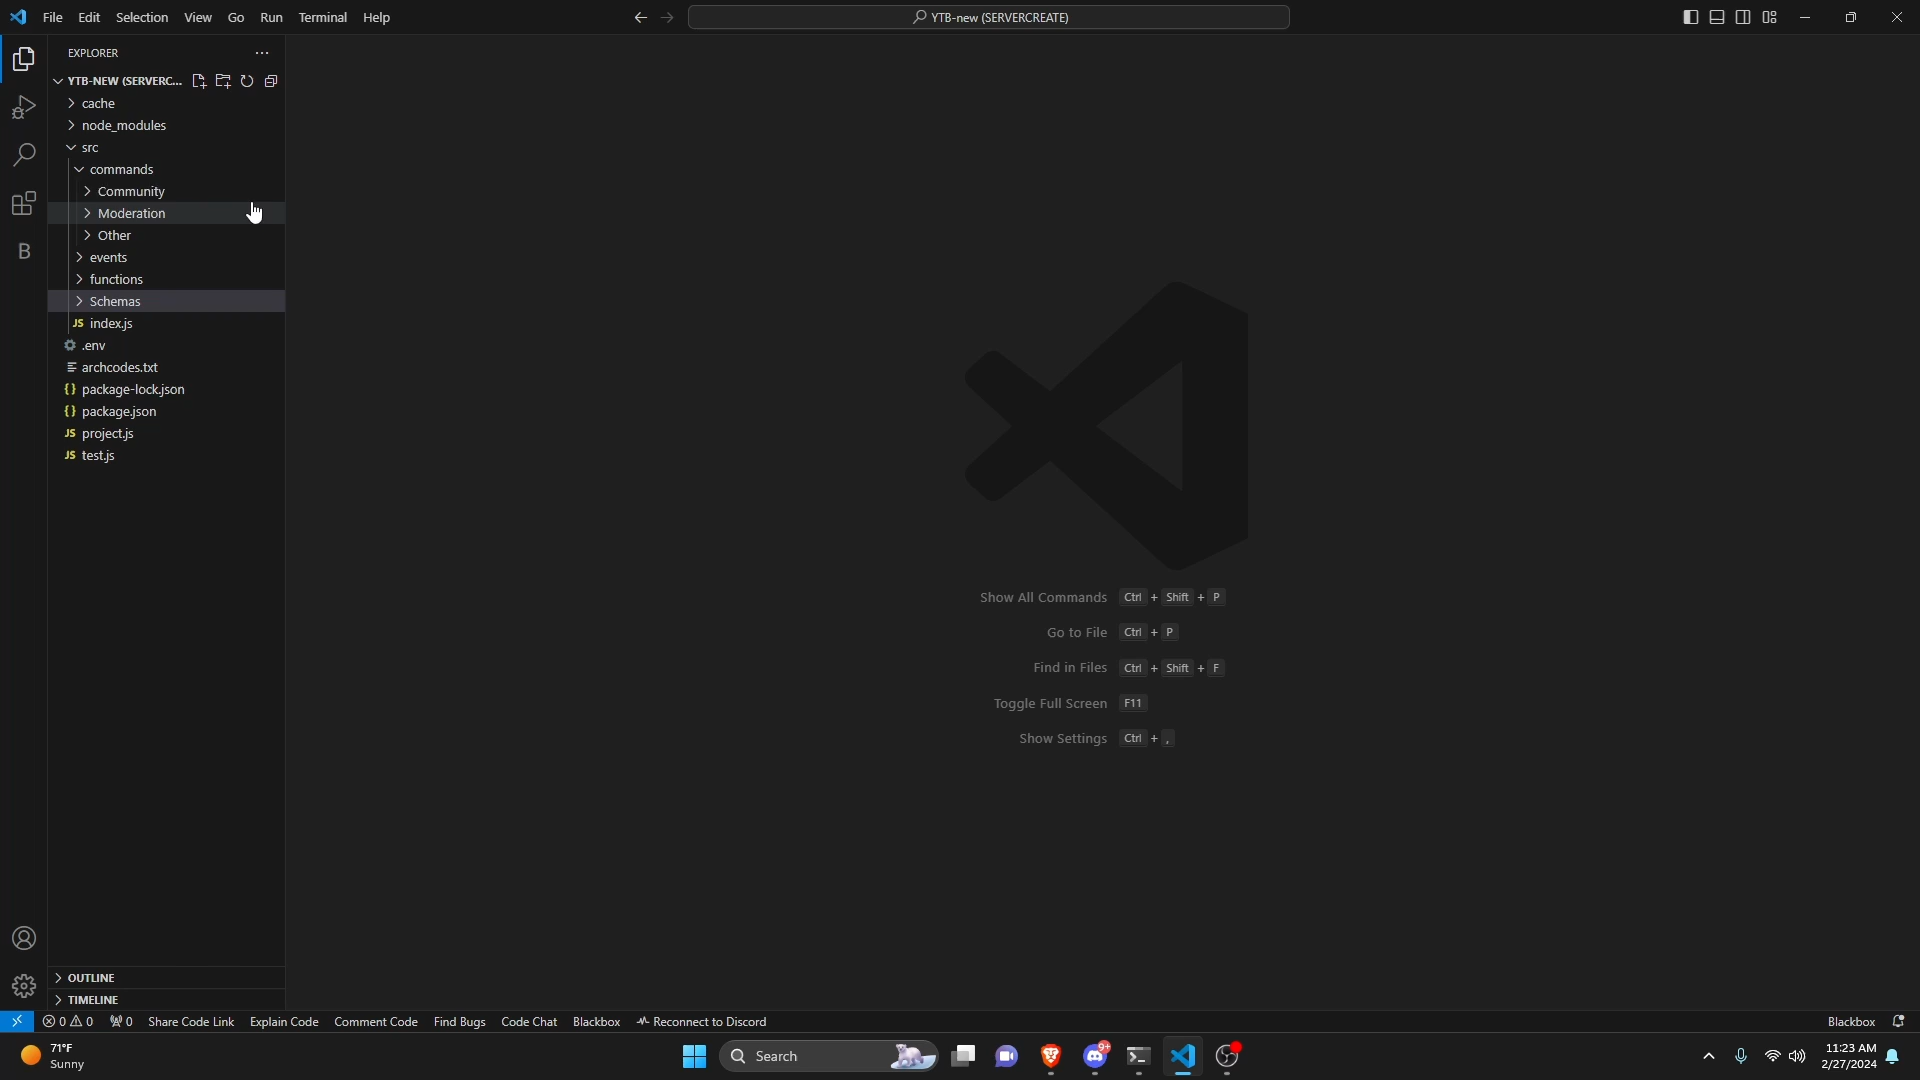 File Edit Selection View Go Run Terminal Help
YTB-new (SERVERCREATE)
EXPLORER
YTB-NEW (SERVERC...
cache
node_modules
src
commands
Community
Moderation
Other
events
functions
Schemas
JS index.js
.env
archcodes.txt
{} package-lock.json
{} package.json
JS project.js
JS test.js
B
Show All Commands Ctrl + Shift + P
Go to File Ctrl + P
Find in Files Ctrl + Shift + F
Toggle Full Screen F11
Show Settings Ctrl + ,
OUTLINE
TIMELINE
0 0 0 Share Code Link Explain Code Comment Code Find Bugs Code Chat Blackbox Reconnect to Discord Blackbox
71°F
Sunny
Search
9+
11:23 AM
2/27/2024